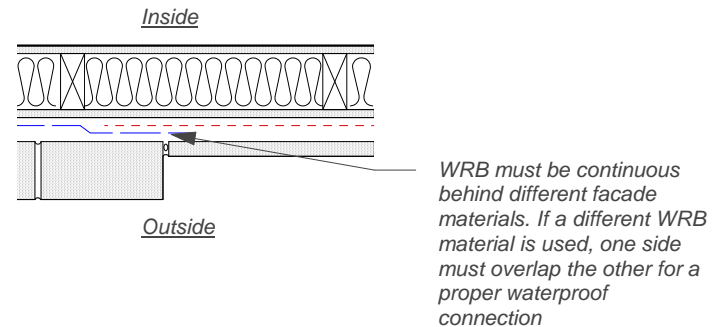 Inside
WRB must be continuous
behind different facade
materials. If a different WRB
material is used, one side
must overlap the other for a
proper waterproof
connection
Outside